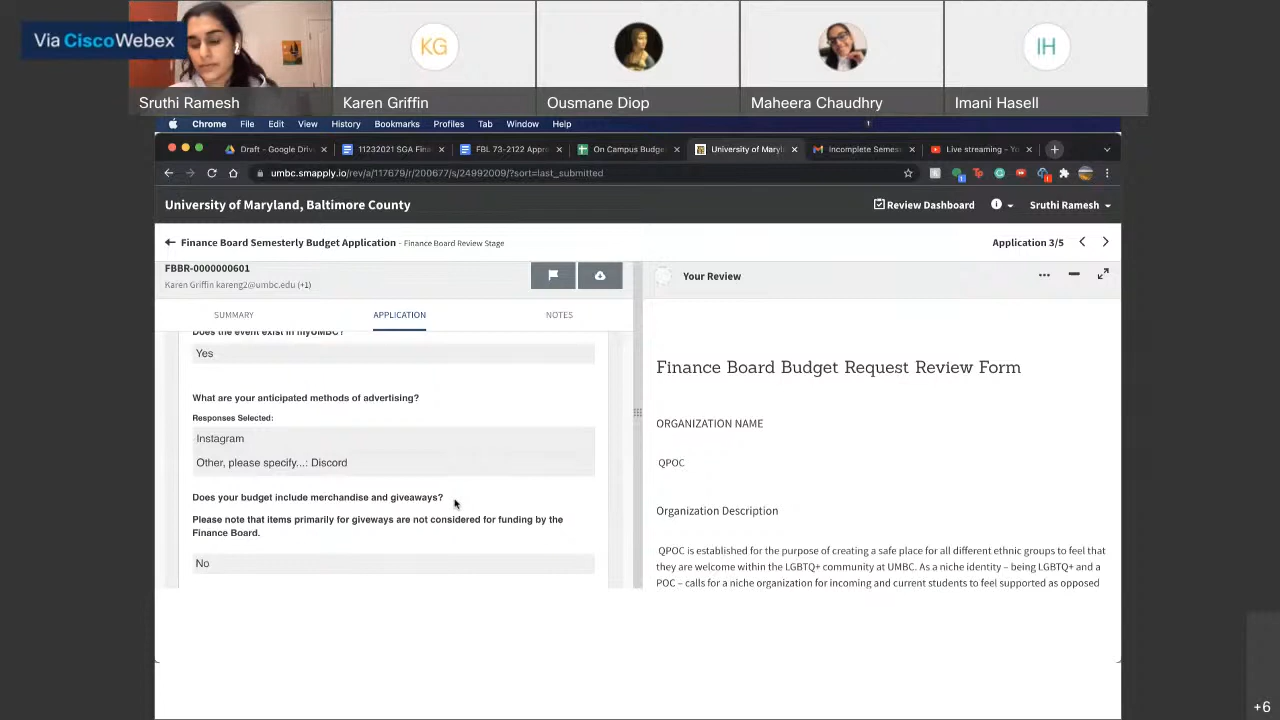 Via Cisco Webex
KG
IH
Sruthi Ramesh
Karen Griffin
Ousmane Diop
Maheera Chaudhry
Imani Hasell
Chrome File Edit View History Bookmarks Profiles Tab Window Help
Draft - Google Driv
11232021 SGA Fina
FBL 73-2122 Appr
On Campus Budge
University of Maryl
Incomplete Semes
Live streaming - Yo
umbc.smapply.io/rev/a/117679/r/200677/s/24992009/?sort=last_submitted
University of Maryland, Baltimore County
Review Dashboard
Sruthi Ramesh
Finance Board Semesterly Budget Application - Finance Board Review Stage
Application 3/5
FBBR-0000000601
Karen Griffin kareng2@umbc.edu (+1)
Your Review
SUMMARY
APPLICATION
NOTES
Does the event exist in myUMBC?
Yes
What are your anticipated methods of advertising?
Responses Selected:
Instagram
Other, please specify...: Discord
Does your budget include merchandise and giveaways?
Please note that items primarily for giveways are not considered for funding by the
Finance Board.
No
Finance Board Budget Request Review Form
ORGANIZATION NAME
QPOC
Organization Description
QPOC is established for the purpose of creating a safe place for all different ethnic groups to feel that
they are welcome within the LGBTQ+ community at UMBC. As a niche identity – being LGBTQ+ and a
POC – calls for a niche organization for incoming and current students to feel supported as opposed
+6